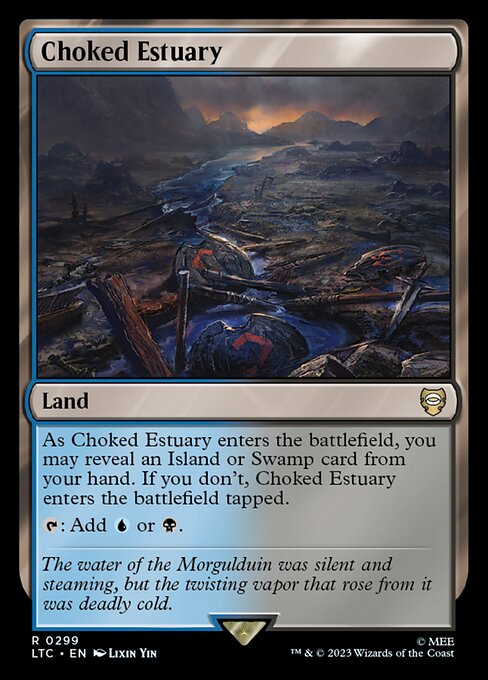 Choked Estuary
Land
As Choked Estuary enters the battlefield, you
may reveal an Island or Swamp card from
your hand. If you don't, Choked Estuary
enters the battlefield tapped.
: Add or .
The water of the Morgulduin was silent and
steaming, but the twisting vapor that rose from it
was deadly cold.
R 0299
LTC • EN Lixin Yin
© MEE
™ & © 2023 Wizards of the Coast